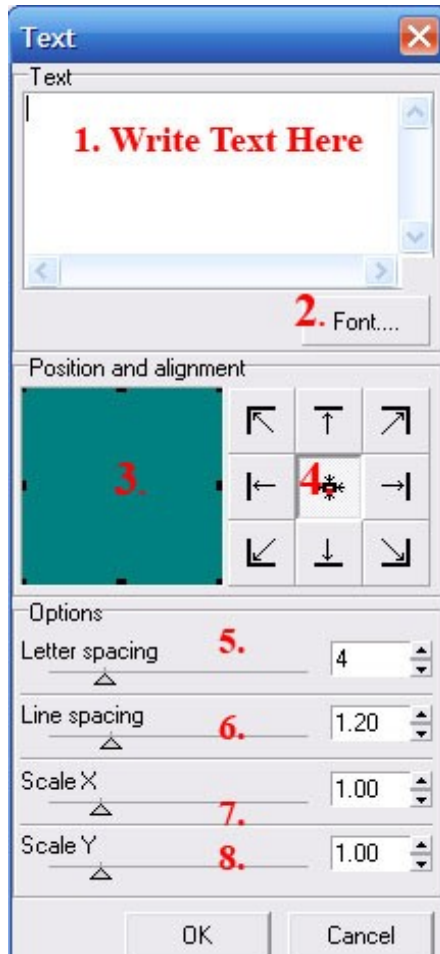 Text
Text
1. Write Text Here
2. Font....
Position and alignment
3.
4.
Options
5.
Letter spacing 4
Line spacing 6. 1.20
Scale X 1.00
7.
Scale Y 8. 1.00
OK Cancel